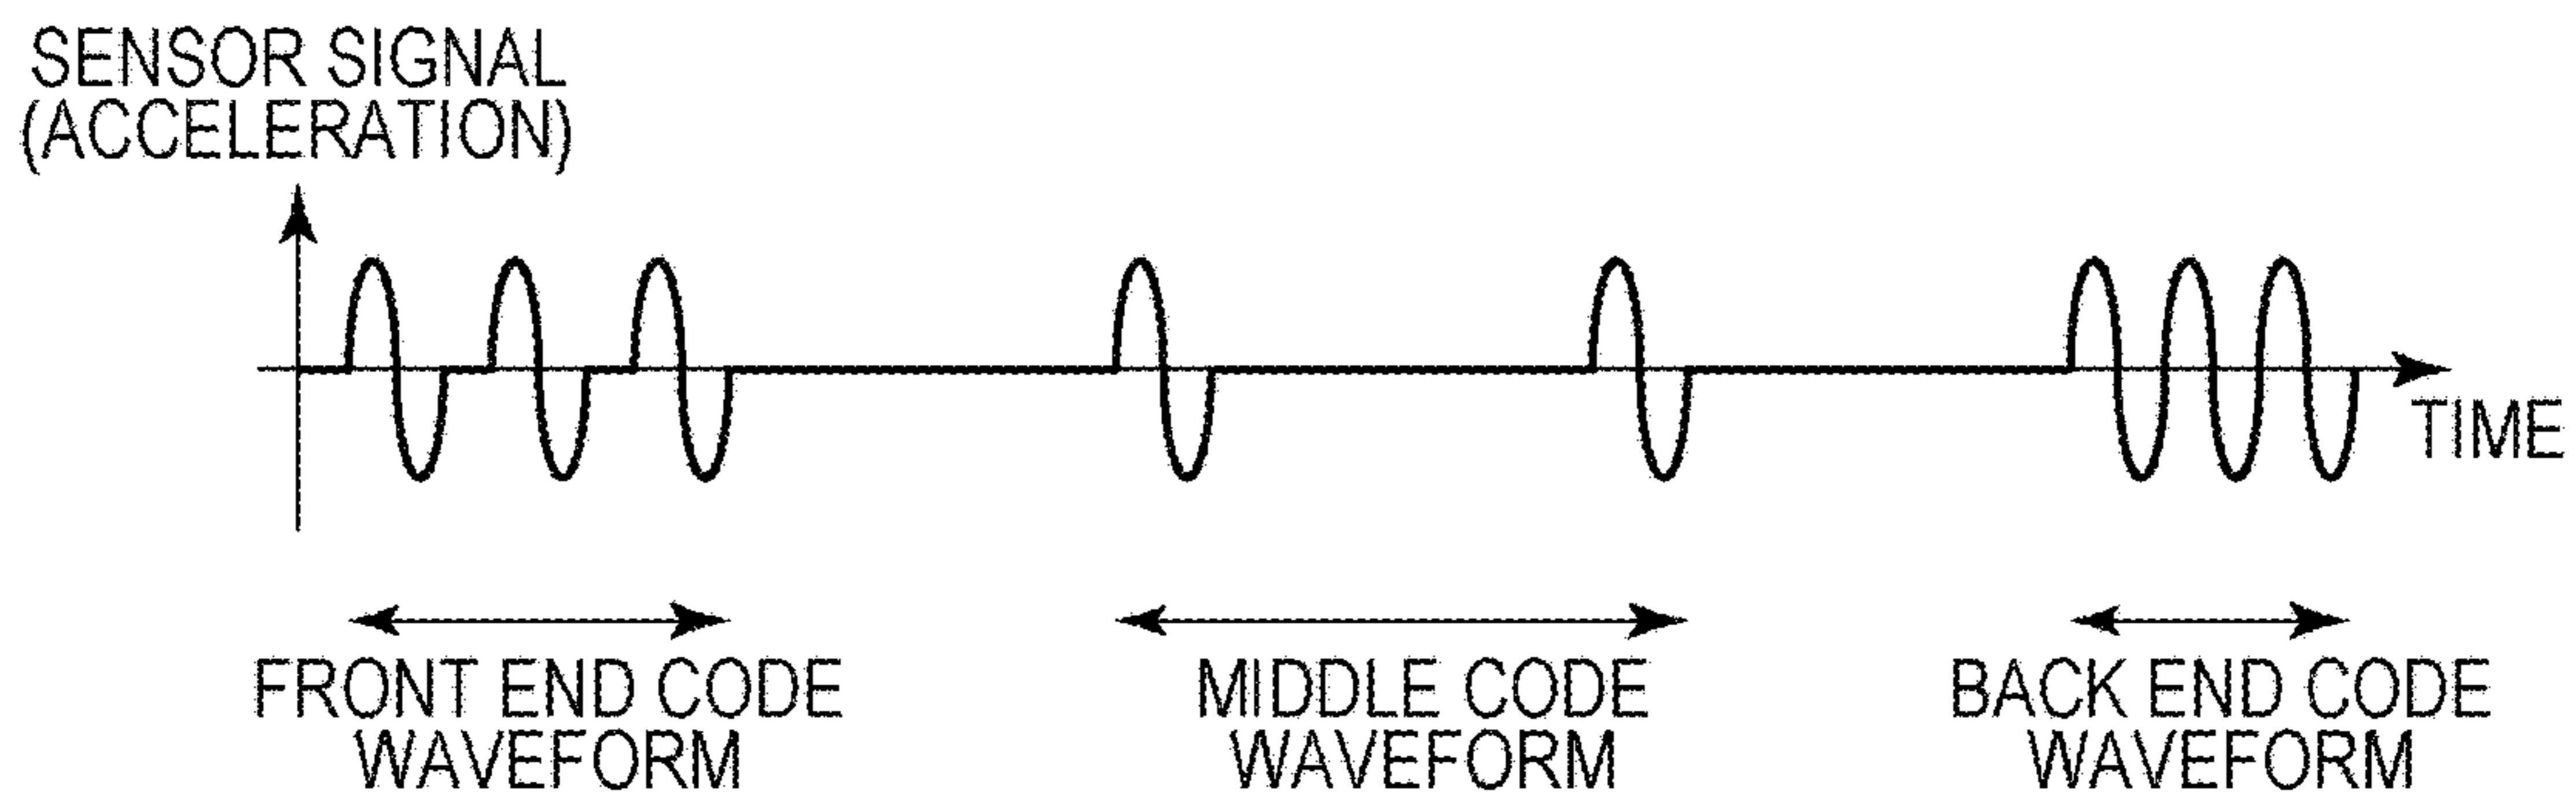 SENSOR SIGNAL
(ACCELERATION)
TIME
FRONT END CODE
WAVEFORM
MIDDLE CODE
WAVEFORM
BACK END CODE
WAVEFORM